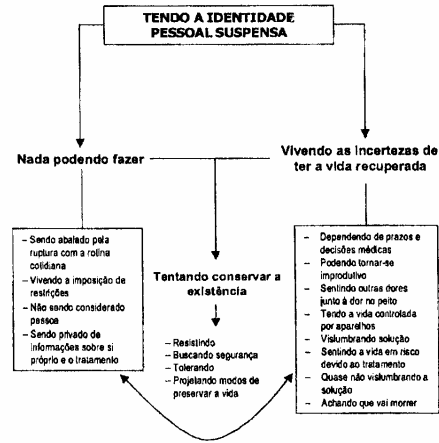 TENDO A IDENTIDADE
PESSOAL SUSPENSA
Nada podendo fazer
Vivendo as incertezas de
ter a vida recuperada
– Sendo abalado pela
ruptura com a rotina
cotidiana
– Vivendo a imposição de
restrições
– Não sendo considerado
pessoa
– Sendo privado de
informações sobre si
próprio e o tratamento
Tentando conservar a
existência
– Resistindo
– Buscando segurança
– Tolerando
– Projetando modos de
preservar a vida
– Dependendo de prazos e
decisões médicas
– Podendo tornar-se
improdutivo
– Sentindo outras dores
junto à dor no peito
– Tendo a vida controlada
por aparelhos
– Vislumbrando solução
– Sentindo a vida em risco
devido ao tratamento
– Quase não vislumbrando a
solução
– Achando que vai morrer